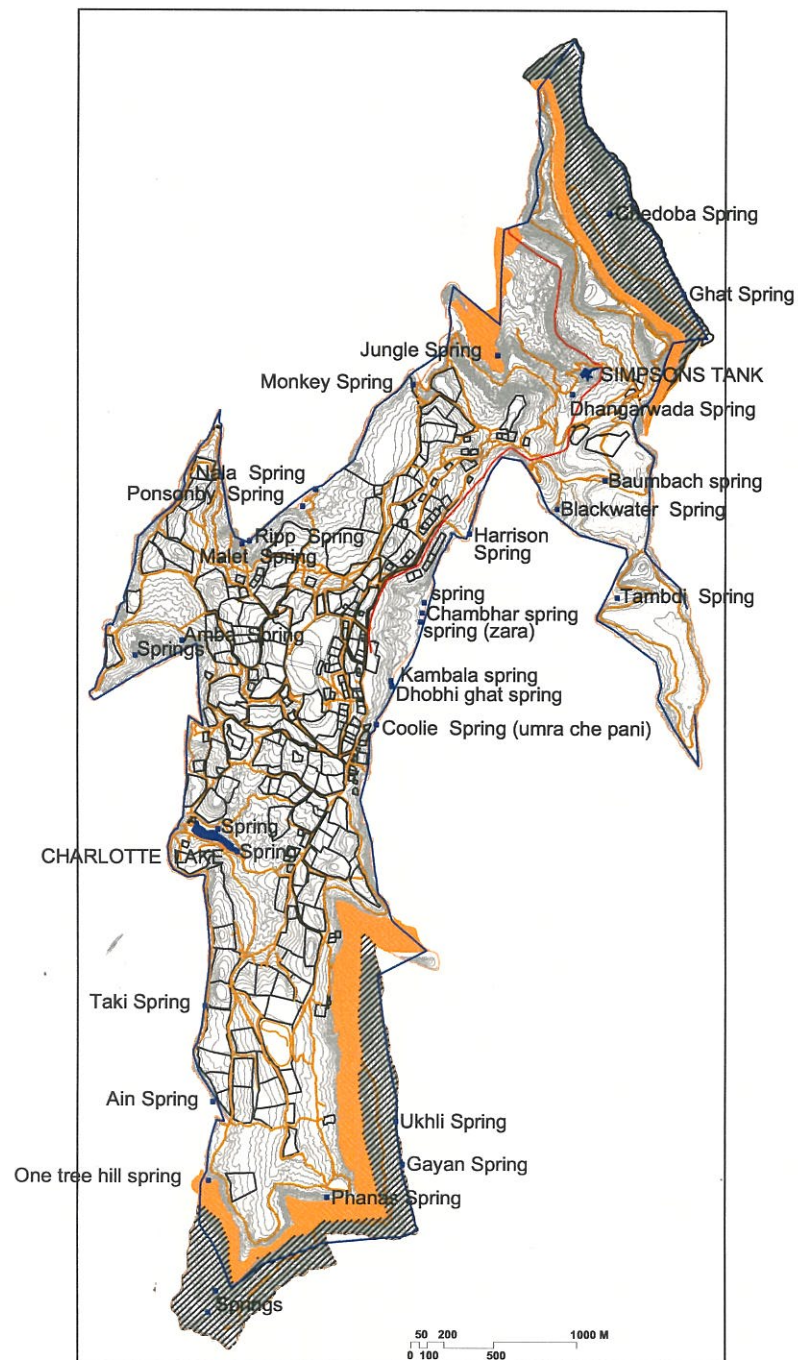 Chedoba Spring
Ghat Spring
Jungle Spring
SIMPSONS TANK
Monkey Spring
Dhangarwada Spring
Nala Spring
Baumbach spring
Ponsonby Spring
Blackwater Spring
Ripp Spring
Harrison
Spring
Malet Spring
spring
Tambdi Spring
Chambhar spring
spring (zara)
Amba Spring
Springs
Kambala spring
Dhobhi ghat spring
Coolie Spring (umra che pani)
Spring
CHARLOTTE LAKE
Spring
Taki Spring
Ain Spring
Ukhli Spring
Gayan Spring
One tree hill spring
Phanas Spring
Springs
50 200 1000 M
0 100 500